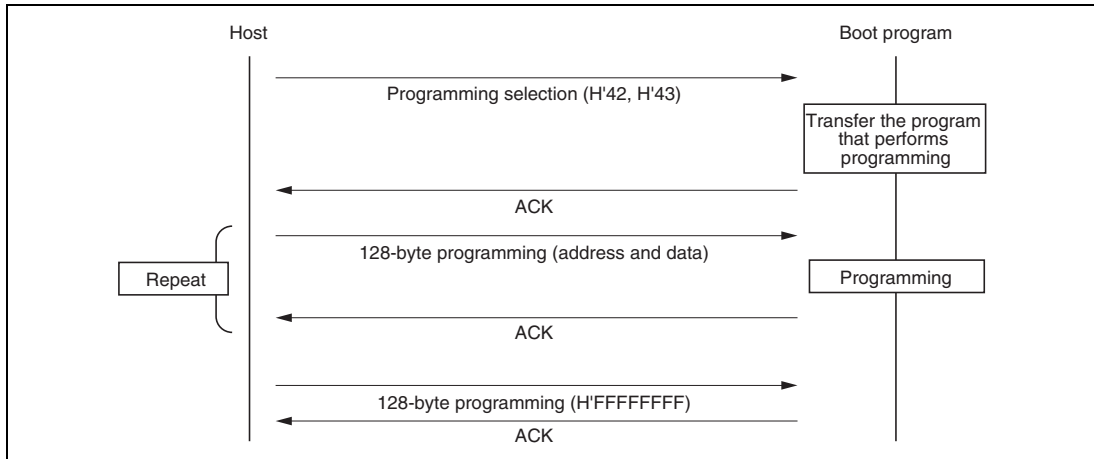 Host
Boot program
Programming selection (H'42, H'43)
Transfer the program
that performs
programming
ACK
128-byte programming (address and data)
Repeat
Programming
ACK
128-byte programming (H'FFFFFFFF)
ACK